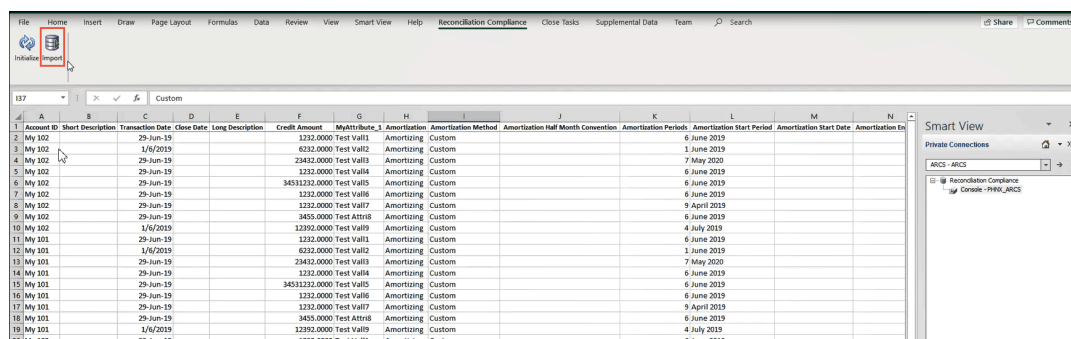 File Home Insert Draw Page Layout Formulas Data Review View Smart View Help Reconciliation Compliance Close Tasks Supplemental Data Team Search Share Comments
Initialize Import
I37 fx Custom
A B C D E F G H I J K L M N
1 Account ID Short Description Transaction Date Close Date Long Description Credit Amount MyAttribute_1 Amortization Amortization Method Amortization Half Month Convention Amortization Periods Amortization Start Period Amortization Start Date Amortization En
2 My 102 29-Jun-19 1232.0000 Test Vall1 Amortizing Custom 6 June 2019
3 My 102 1/6/2019 6232.0000 Test Vall2 Amortizing Custom 1 June 2019
4 My 102 29-Jun-19 23432.0000 Test Vall3 Amortizing Custom 7 May 2020
5 My 102 29-Jun-19 1232.0000 Test Vall4 Amortizing Custom 6 June 2019
6 My 102 29-Jun-19 34531232.0000 Test Vall5 Amortizing Custom 6 June 2019
7 My 102 29-Jun-19 1232.0000 Test Vall6 Amortizing Custom 6 June 2019
8 My 102 29-Jun-19 1232.0000 Test Vall7 Amortizing Custom 9 April 2019
9 My 102 29-Jun-19 3455.0000 Test Attri8 Amortizing Custom 6 June 2019
10 My 102 1/6/2019 12392.0000 Test Vall9 Amortizing Custom 4 July 2019
11 My 101 29-Jun-19 1232.0000 Test Vall1 Amortizing Custom 6 June 2019
12 My 101 1/6/2019 6232.0000 Test Vall2 Amortizing Custom 1 June 2019
13 My 101 29-Jun-19 23432.0000 Test Vall3 Amortizing Custom 7 May 2020
14 My 101 29-Jun-19 1232.0000 Test Vall4 Amortizing Custom 6 June 2019
15 My 101 29-Jun-19 34531232.0000 Test Vall5 Amortizing Custom 6 June 2019
16 My 101 29-Jun-19 1232.0000 Test Vall6 Amortizing Custom 6 June 2019
17 My 101 29-Jun-19 1232.0000 Test Vall7 Amortizing Custom 9 April 2019
18 My 101 29-Jun-19 3455.0000 Test Attri8 Amortizing Custom 6 June 2019
19 My 101 1/6/2019 12392.0000 Test Vall9 Amortizing Custom 4 July 2019
Smart View
Private Connections
ARCS - ARCS
Reconciliation Compliance
Console - PHNX_ARCS